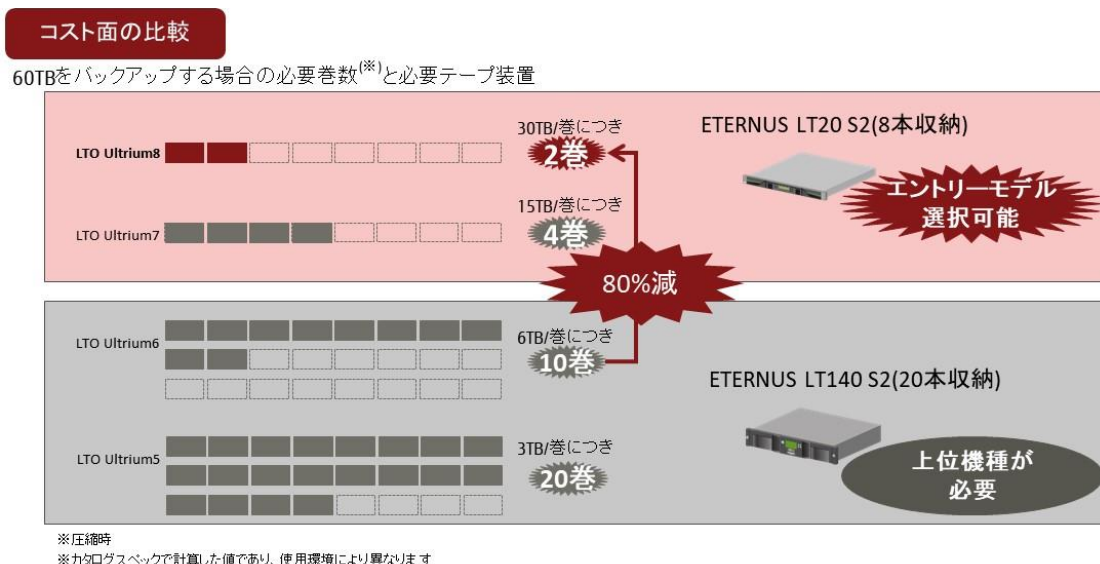 コスト面の比較
60TBをバックアップする場合の必要巻数(※)と必要テープ装置
LTO Ultrium8
30TB/巻につき
2巻
ETERNUS LT20 S2(8本収納)
エントリーモデル
選択可能
LTO Ultrium7
15TB/巻につき
4巻
80%減
LTO Ultrium6
6TB/巻につき
10巻
ETERNUS LT140 S2(20本収納)
LTO Ultrium5
3TB/巻につき
20巻
上位機種が
必要
※圧縮時
※カタログスペックで計算した値であり、使用環境により異なります